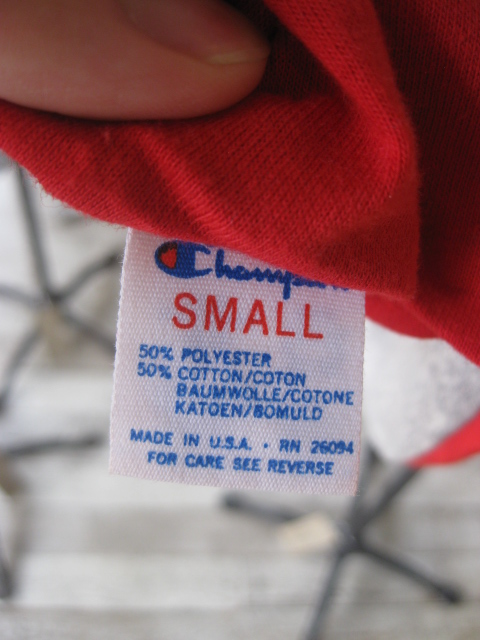 Champion
SMALL
50% POLYESTER
50% COTTON/COTON
BAUMWOLLE/COTONE
KATOEN/BOMULD
MADE IN U.S.A. · RN 26094
FOR CARE SEE REVERSE